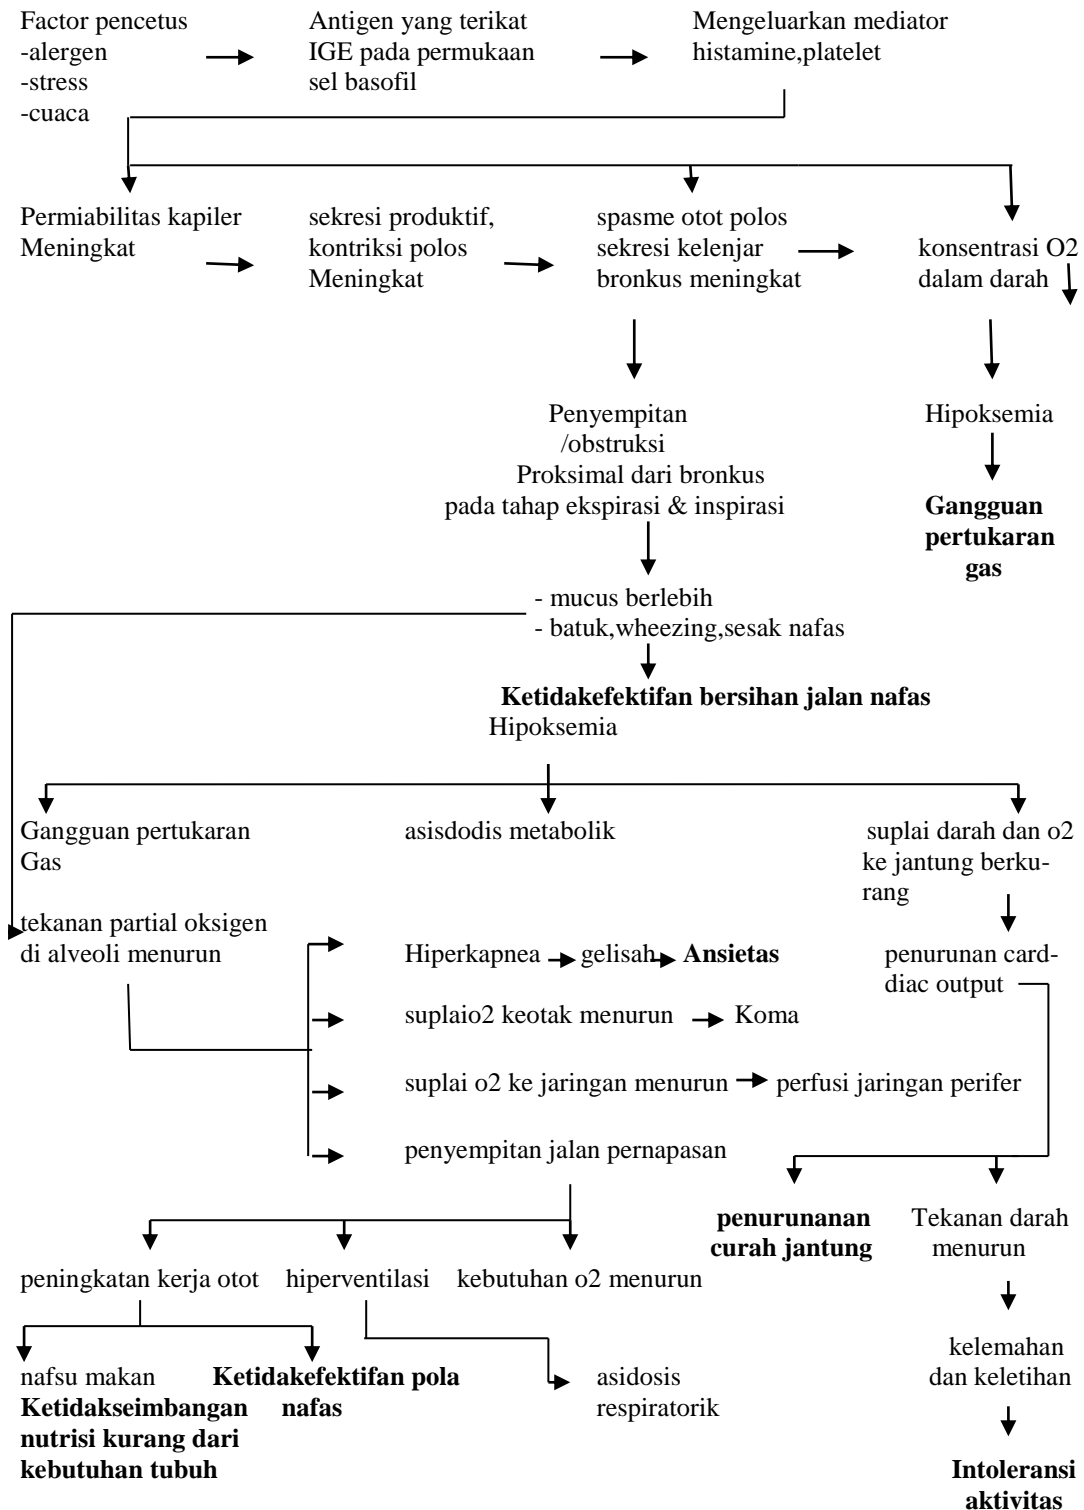 Factor pencetus
-alergen
-stress
-cuaca
Antigen yang terikat
IGE pada permukaan
sel basofil
Mengeluarkan mediator
histamine,platelet
Permiabilitas kapiler
Meningkat
sekresi produktif,
kontriksi polos
Meningkat
spasme otot polos
sekresi kelenjar
bronkus meningkat
konsentrasi O2
dalam darah
Penyempitan
/obstruksi
Proksimal dari bronkus
pada tahap ekspirasi & inspirasi
Hipoksemia
Gangguan
pertukaran
gas
- mucus berlebih
- batuk,wheezing,sesak nafas
Ketidakefektifan bersihan jalan nafas
Hipoksemia
Gangguan pertukaran
Gas
asisdodis metabolik
suplai darah dan o2
ke jantung berku-
rang
tekanan partial oksigen
di alveoli menurun
Hiperkapnea
gelisah
Ansietas
penurunan card-
diac output
suplaio2 keotak menurun
Koma
suplai o2 ke jaringan menurun
perfusi jaringan perifer
penyempitan jalan pernapasan
penurunanan
curah jantung
Tekanan darah
menurun
peningkatan kerja otot
hiperventilasi
kebutuhan o2 menurun
kelemahan
dan keletihan
nafsu makan
Ketidakseimbangan
nutrisi kurang dari
kebutuhan tubuh
Ketidakefektifan pola
nafas
asidosis
respiratorik
Intoleransi
aktivitas